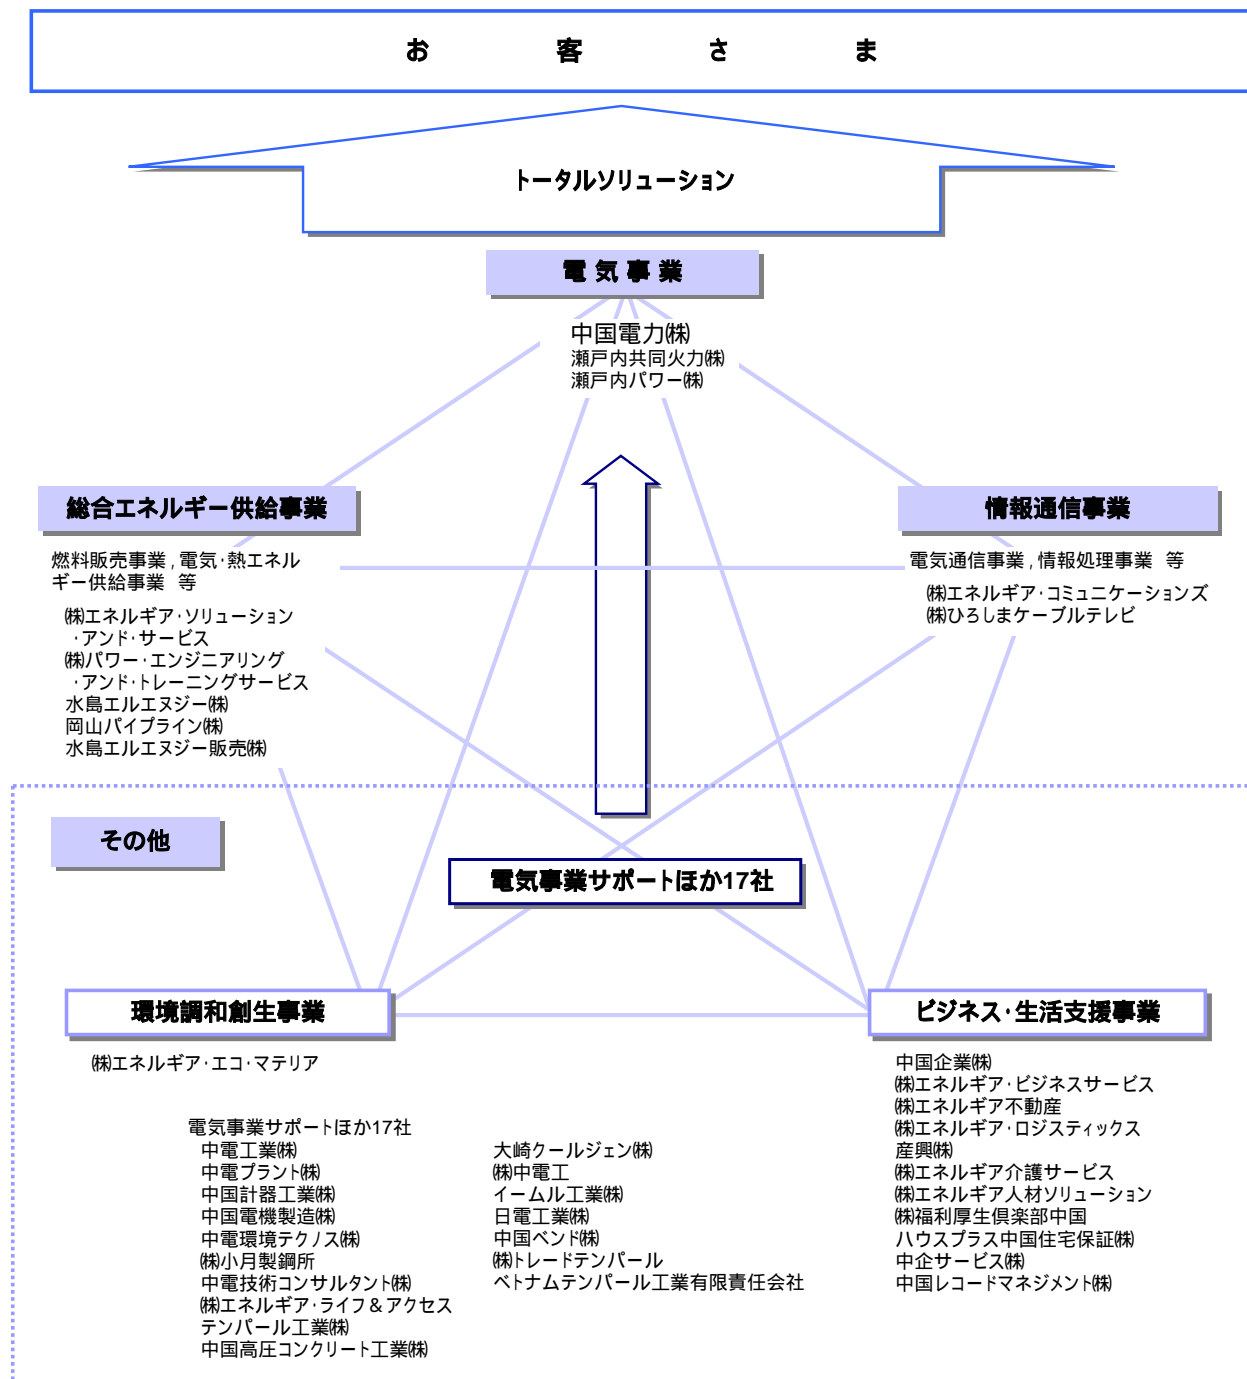 お客さま
トータルソリューション
電気事業
中国電力㈱
瀬戸内共同火力㈱
瀬戸内パワー㈱
総合エネルギー供給事業
燃料販売事業,電気・熱エネル
ギー供給事業 等
㈱エネルギア・ソリューション
・アンド・サービス
㈱パワー・エンジニアリング
・アンド・トレーニングサービス
水島エルエヌジー㈱
岡山パイプライン㈱
水島エルエヌジー販売㈱
情報通信事業
電気通信事業,情報処理事業 等
㈱エネルギア・コミュニケーションズ
㈱ひろしまケーブルテレビ
その他
電気事業サポートほか17社
環境調和創生事業
㈱エネルギア・エコ・マテリア
ビジネス・生活支援事業
中国企業㈱
㈱エネルギア・ビジネスサービス
㈱エネルギア不動産
㈱エネルギア・ロジスティックス
産興㈱
㈱エネルギア介護サービス
㈱エネルギア人材ソリューション
㈱福利厚生倶楽部中国
ハウスプラス中国住宅保証㈱
中企サービス㈱
中国レコードマネジメント㈱
電気事業サポートほか17社
中電工業㈱
中電プラント㈱
中国計器工業㈱
中国電機製造㈱
中電環境テクノス㈱
㈱小月製鋼所
中電技術コンサルタント㈱
㈱エネルギア・ライフ&アクセス
テンパール工業㈱
中国高圧コンクリート工業㈱
大崎クールジェン㈱
㈱中電工
イームル工業㈱
日電工業㈱
中国ベンド㈱
㈱トレードテンパール
ベトナムテンパール工業有限責任会社